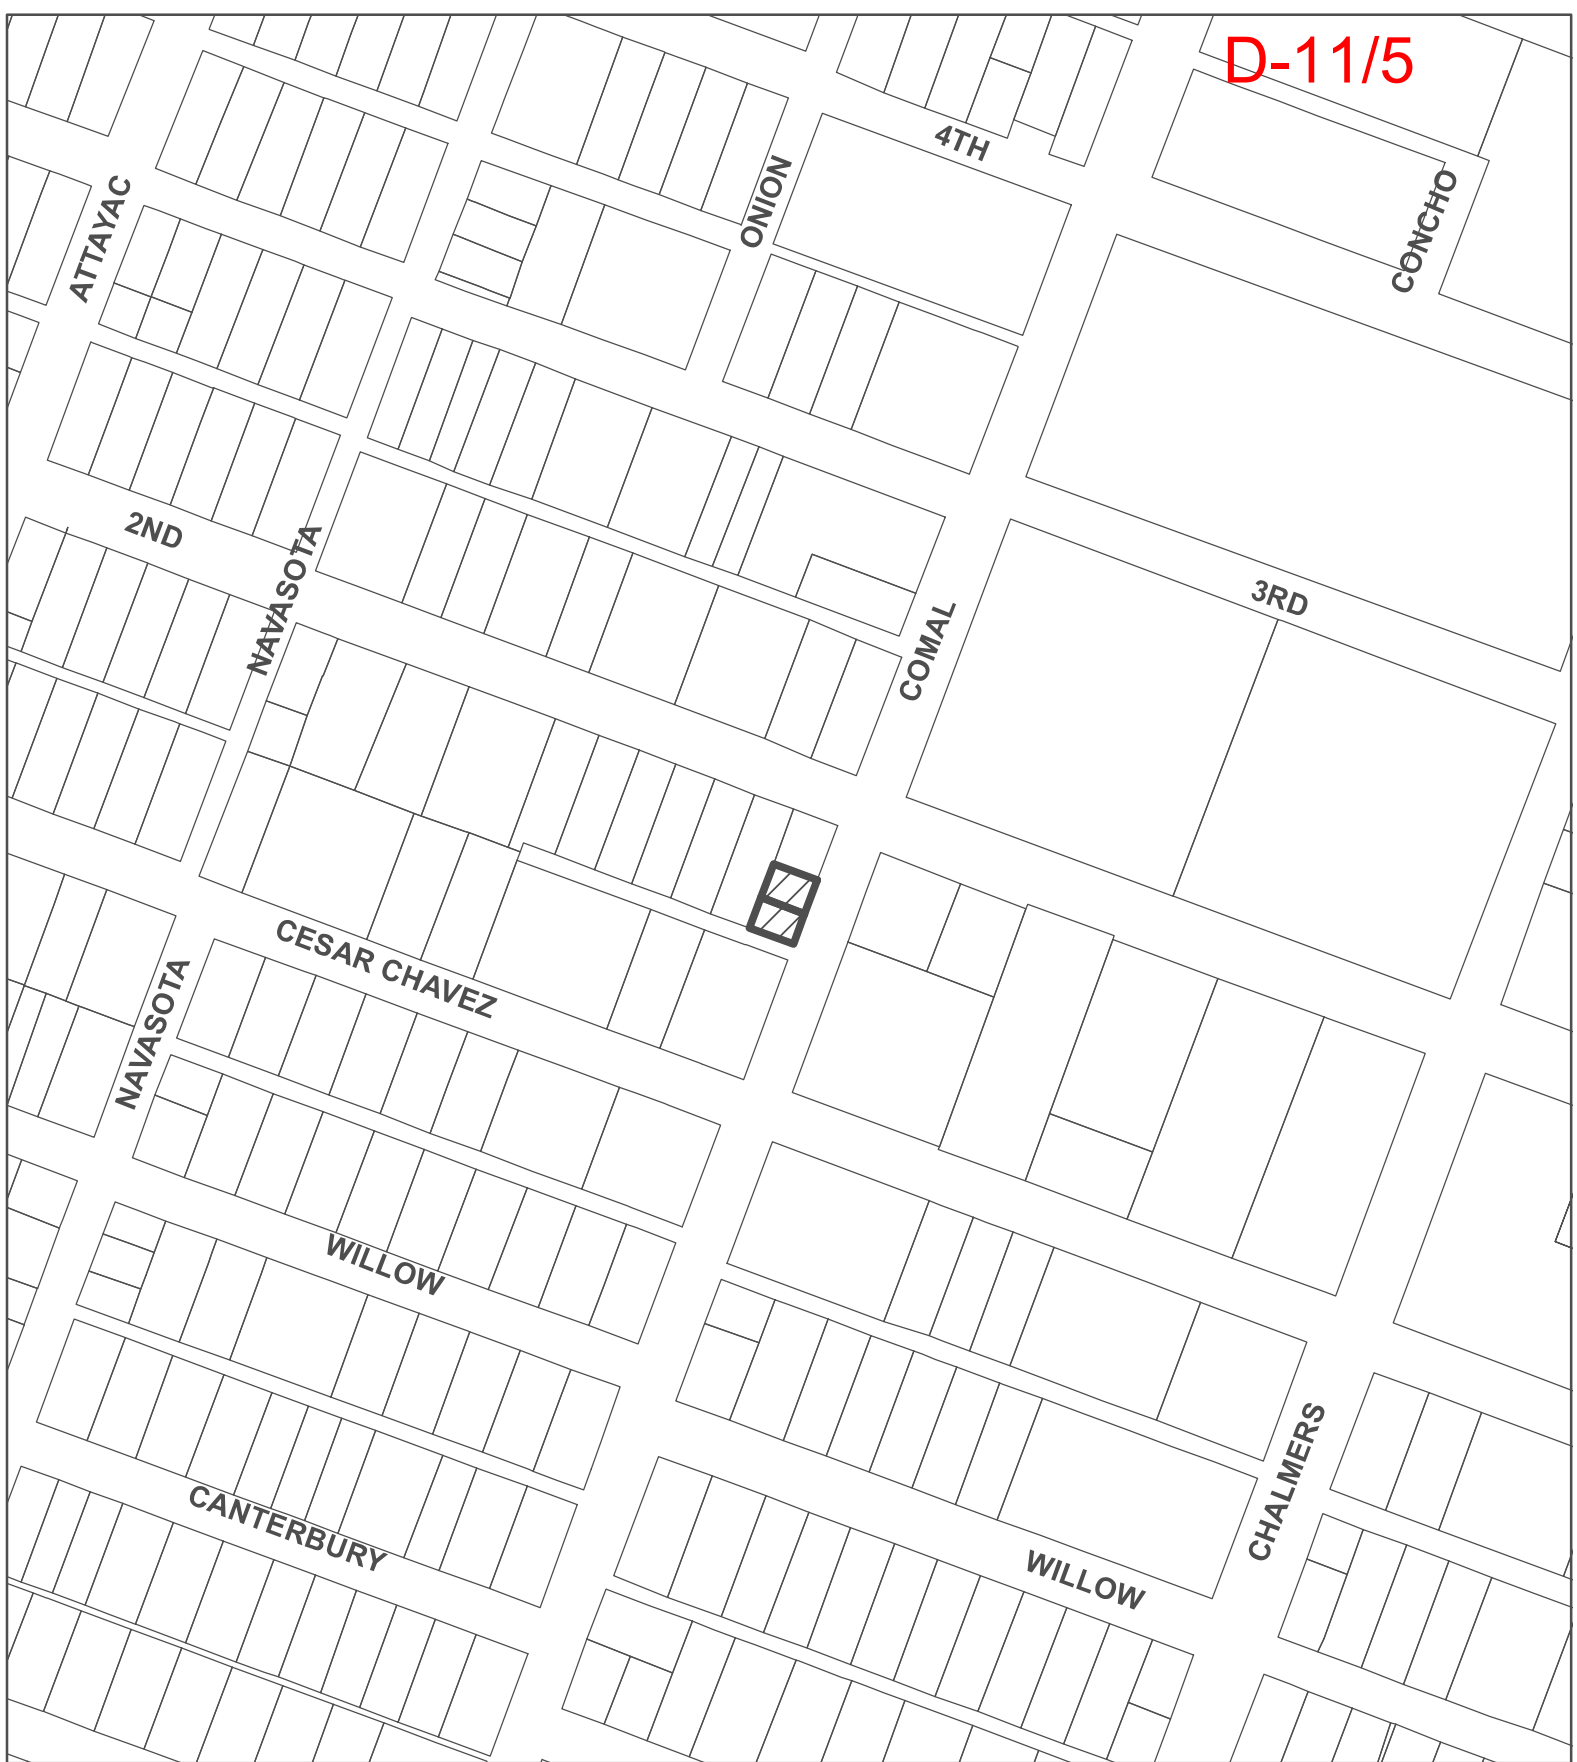 D-11/5
4TH
ONION
CONCHO
ATTAYAC
2ND
NAVASOTA
3RD
COMAL
CESAR CHAVEZ
NAVASOTA
WILLOW
CHALMERS
CANTERBURY
WILLOW